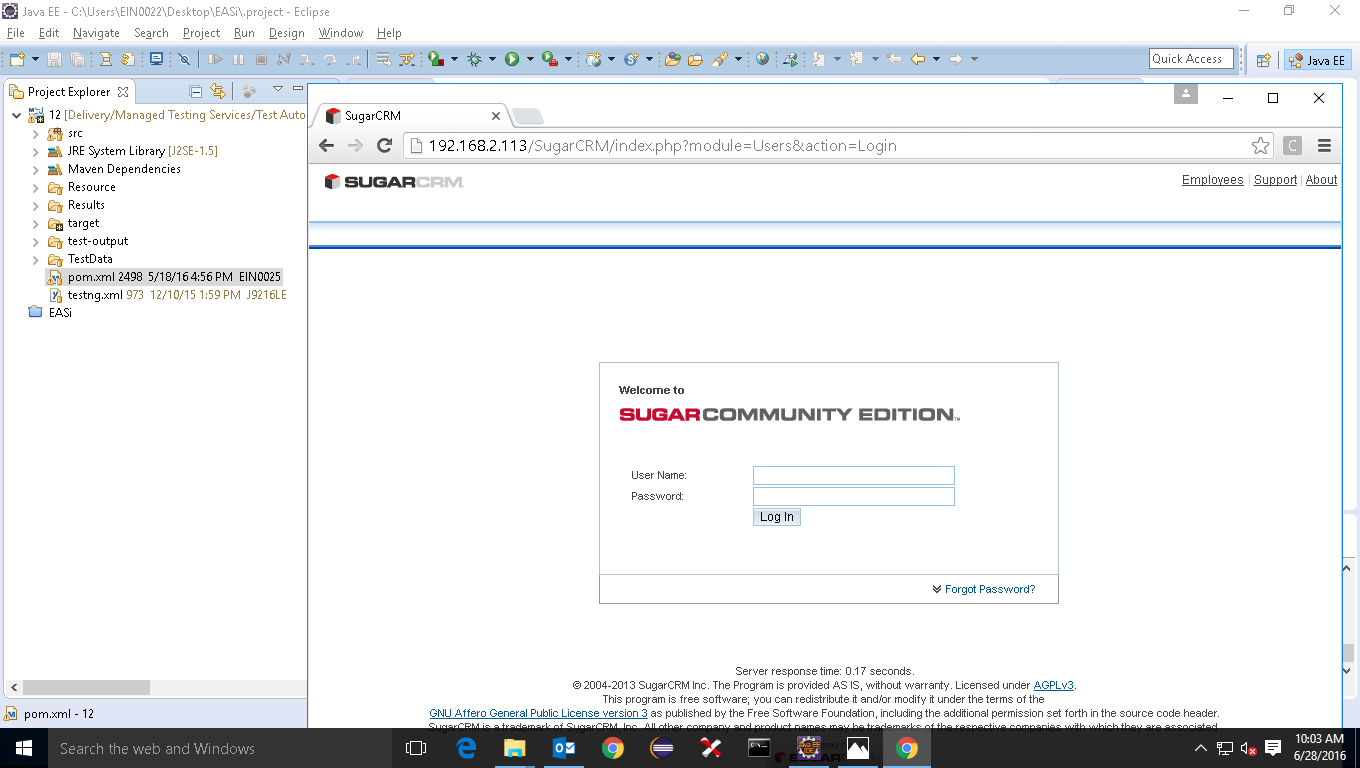 Java EE - C:\Users\EIN0022\Desktop\EASi\.project - Eclipse
File Edit Navigate Search Project Run Design Window Help
Quick Access
Java EE
Project Explorer
12 [Delivery/Managed Testing Services/Test Auto
src
JRE System Library [J2SE-1.5]
Maven Dependencies
Resource
Results
target
test-output
TestData
pom.xml 2498 5/18/16 4:56 PM EIN0025
testng.xml 973 12/10/15 1:59 PM J9216LE
EASi
pom.xml - 12
SugarCRM
192.168.2.113/SugarCRM/index.php?module=Users&action=Login
C
SUGARCRM
Employees | Support | About
Welcome to
SUGARCOMMUNITY EDITION™
User Name:
Password:
Log In
Forgot Password?
Server response time: 0.17 seconds.
© 2004-2013 SugarCRM Inc. The Program is provided AS IS, without warranty. Licensed under AGPLv3.
This program is free software; you can redistribute it and/or modify it under the terms of the
GNU Affero General Public License version 3 as published by the Free Software Foundation, including the additional permission set forth in the source code header.
SugarCRM is a trademark of SugarCRM, Inc. All other company and product names may be trademarks of the respective companies with which they are associated.
Search the web and Windows
10:03 AM
6/28/2016